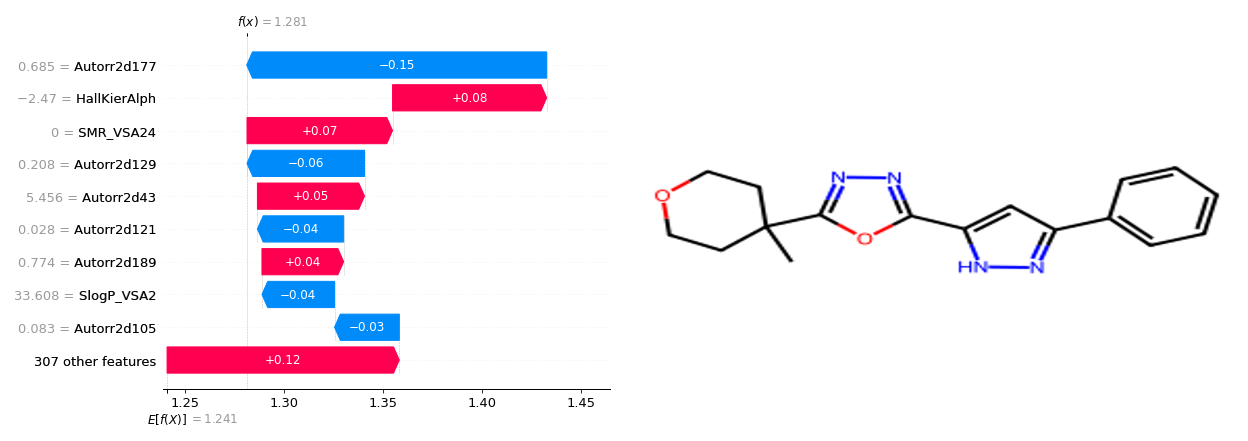 f(x) = 1.281
0.685 = Autorr2d177
−0.15
−2.47 = HallKierAlph
+0.08
0 = SMR_VSA24
+0.07
0.208 = Autorr2d129
−0.06
5.456 = Autorr2d43
+0.05
0.028 = Autorr2d121
−0.04
0.774 = Autorr2d189
+0.04
33.608 = SlogP_VSA2
−0.04
0.083 = Autorr2d105
−0.03
307 other features
+0.12
1.25 1.30 1.35 1.40 1.45
E[f(X)] = 1.241
N N
O
O
HN N